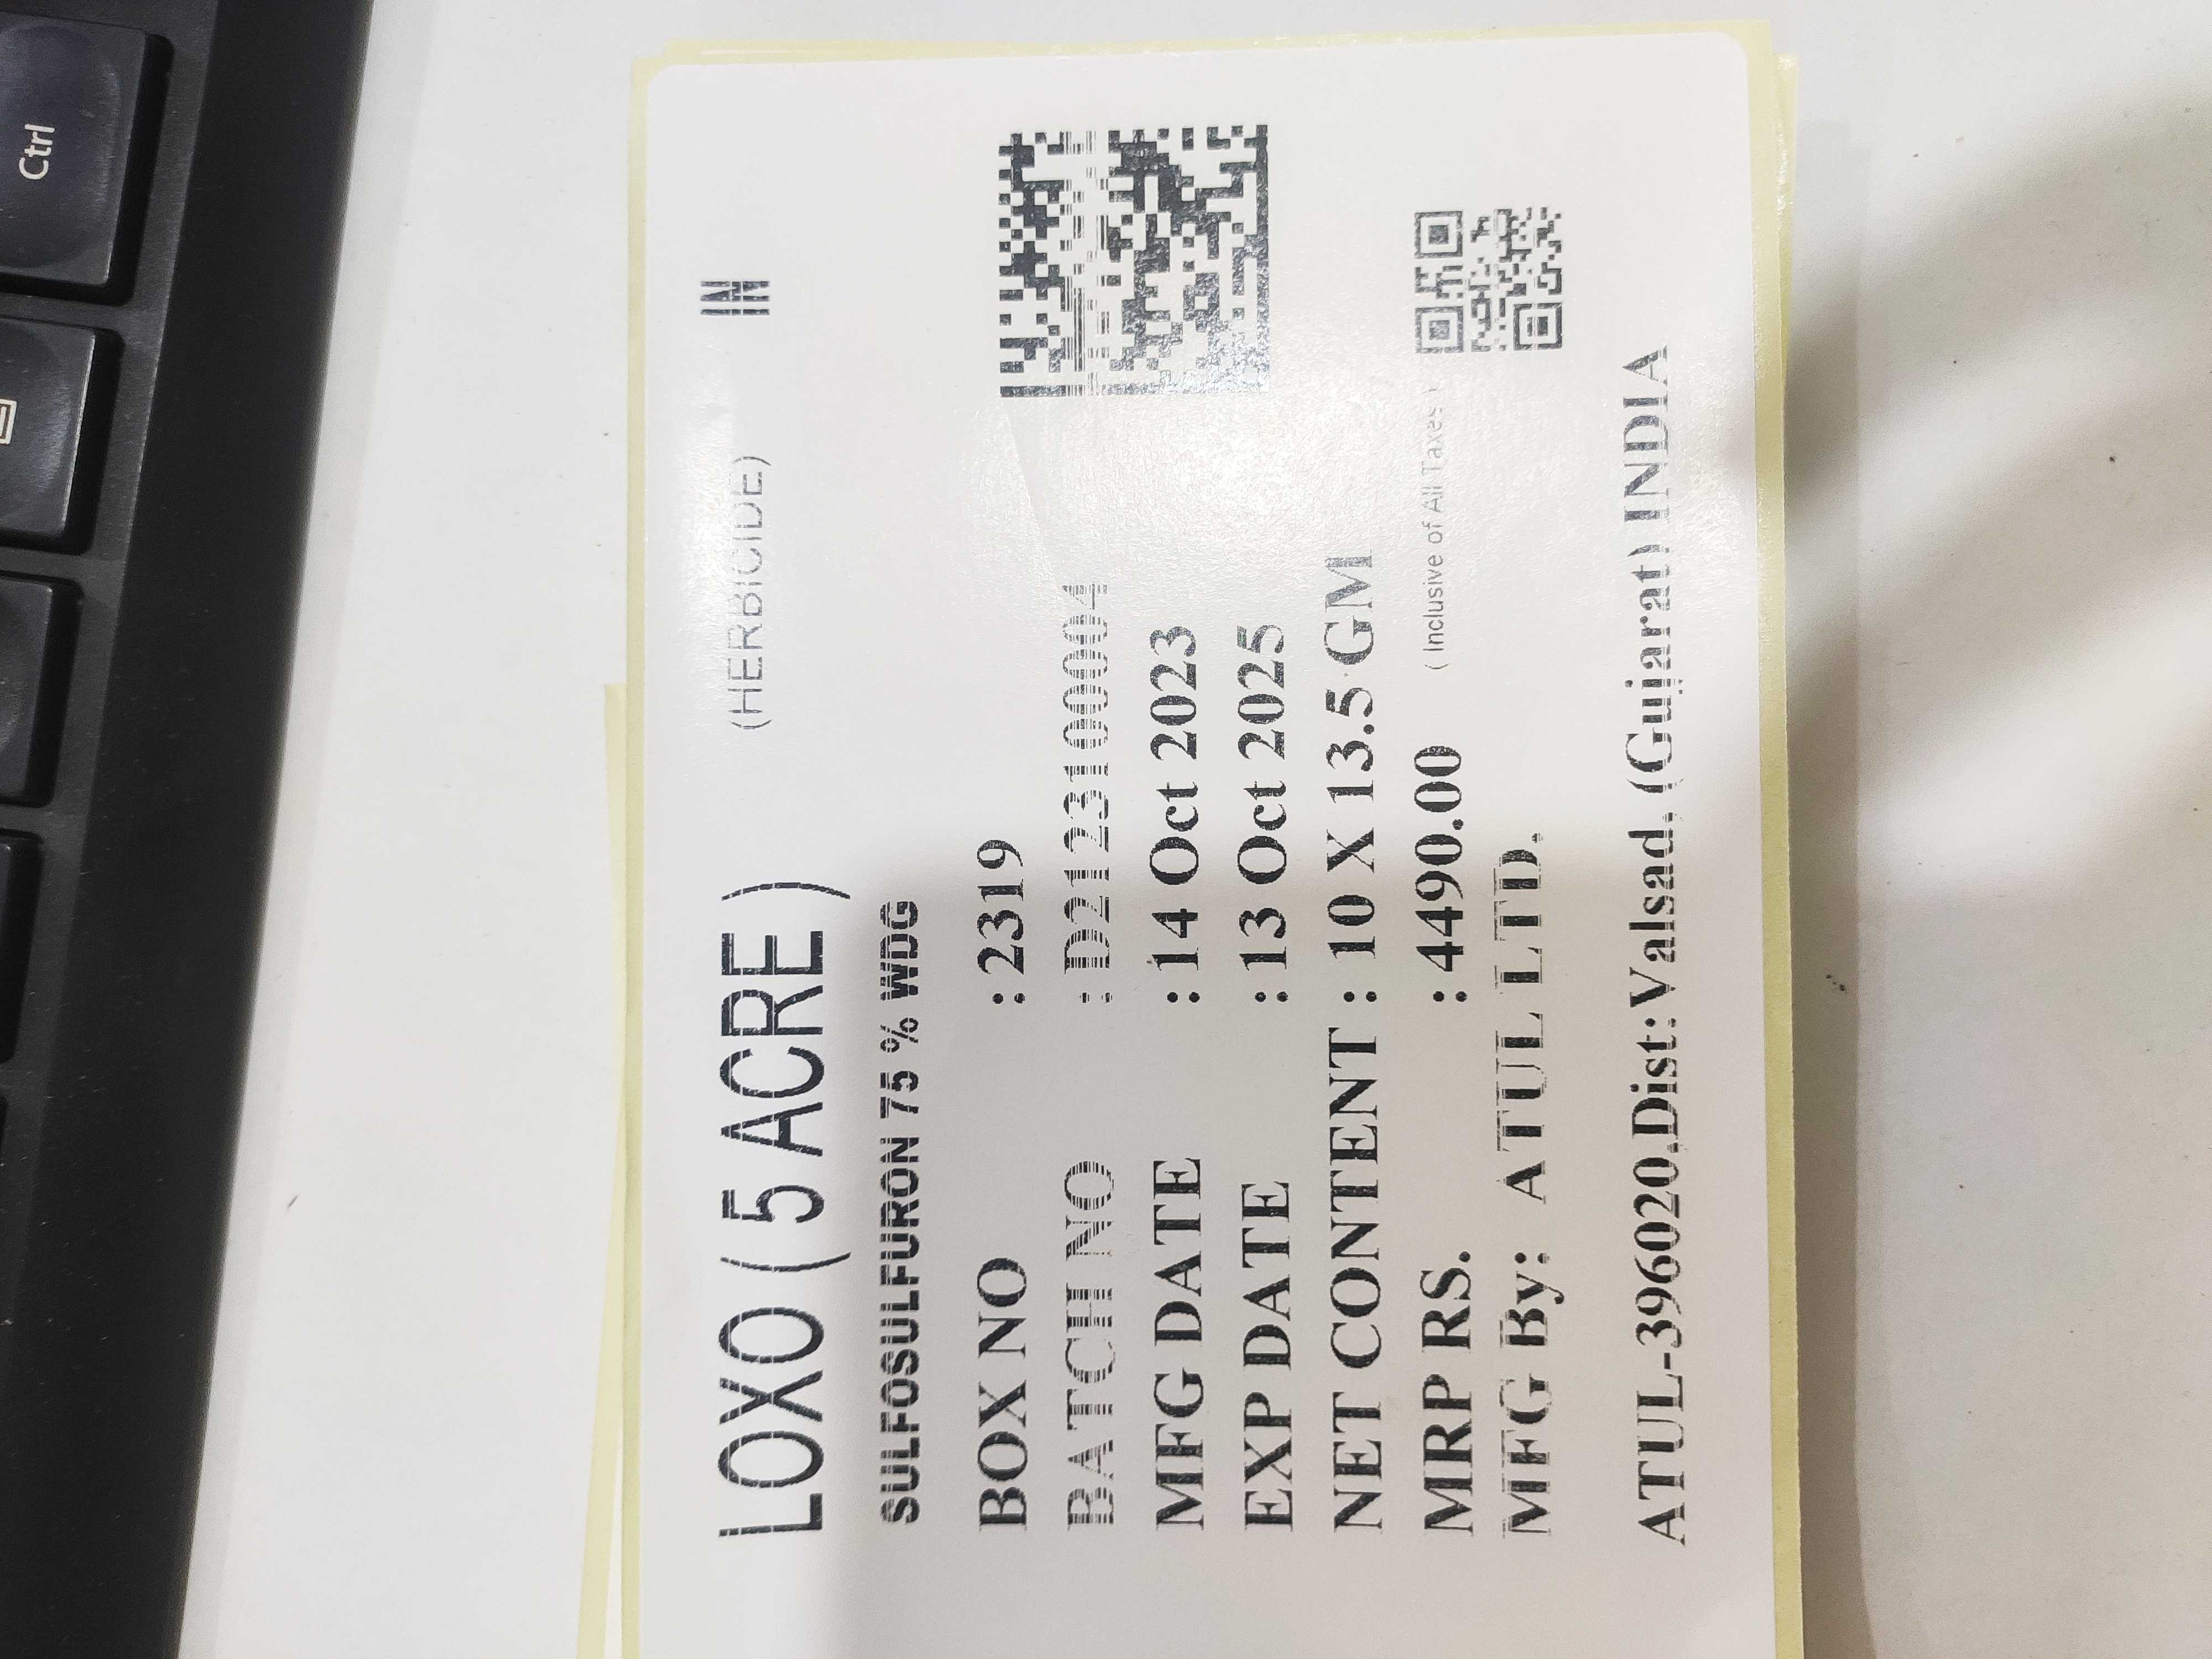 LOXO ( 5 ACRE ) (HERBICIDE) IN
SULFOSULFURON 75 % WDG
BOX NO : 2319
BATCH NO : D212310004
MFG DATE : 14 Oct 2023
EXP DATE : 13 Oct 2025
NET CONTENT : 10 X 13.5 GM
MRP RS. : 4490.00 ( Inclusive of All Taxes )
MFG By: ATUL LTD.
ATUL-396020,Dist:Valsad, (Gujarat) INDIA
Ctrl